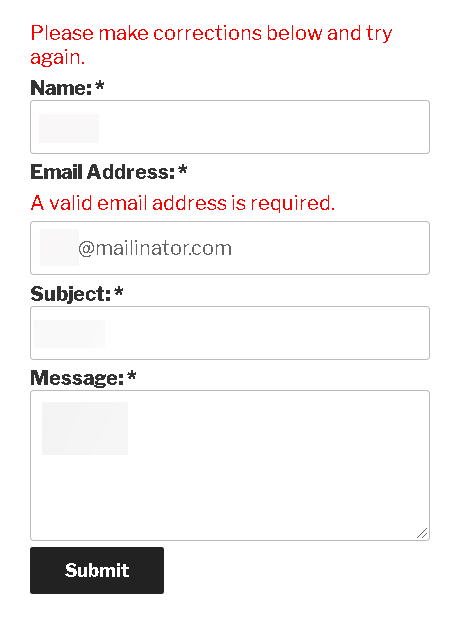 Please make corrections below and try
again.
Name: *
Email Address: *
A valid email address is required.
@mailinator.com
Subject: *
Message: *
Submit